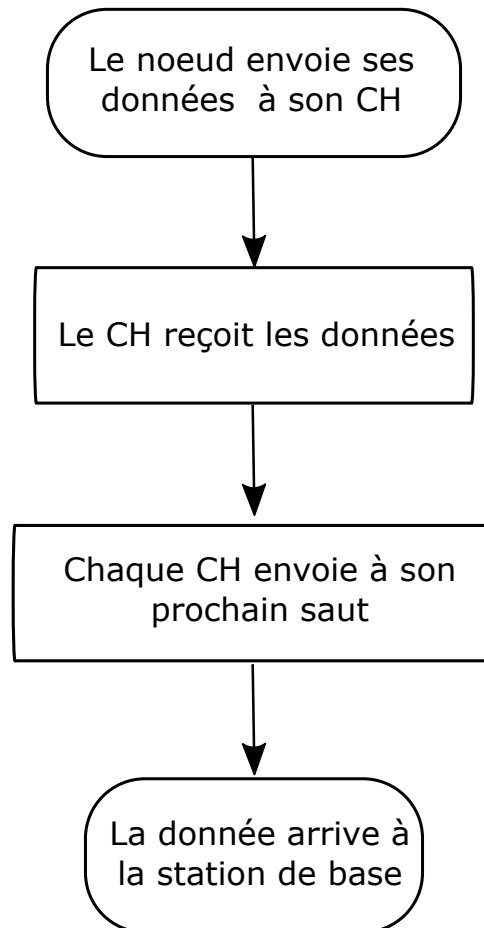 Le noeud envoie ses
données à son CH
Le CH reçoit les données
Chaque CH envoie à son
prochain saut
La donnée arrive à
la station de base